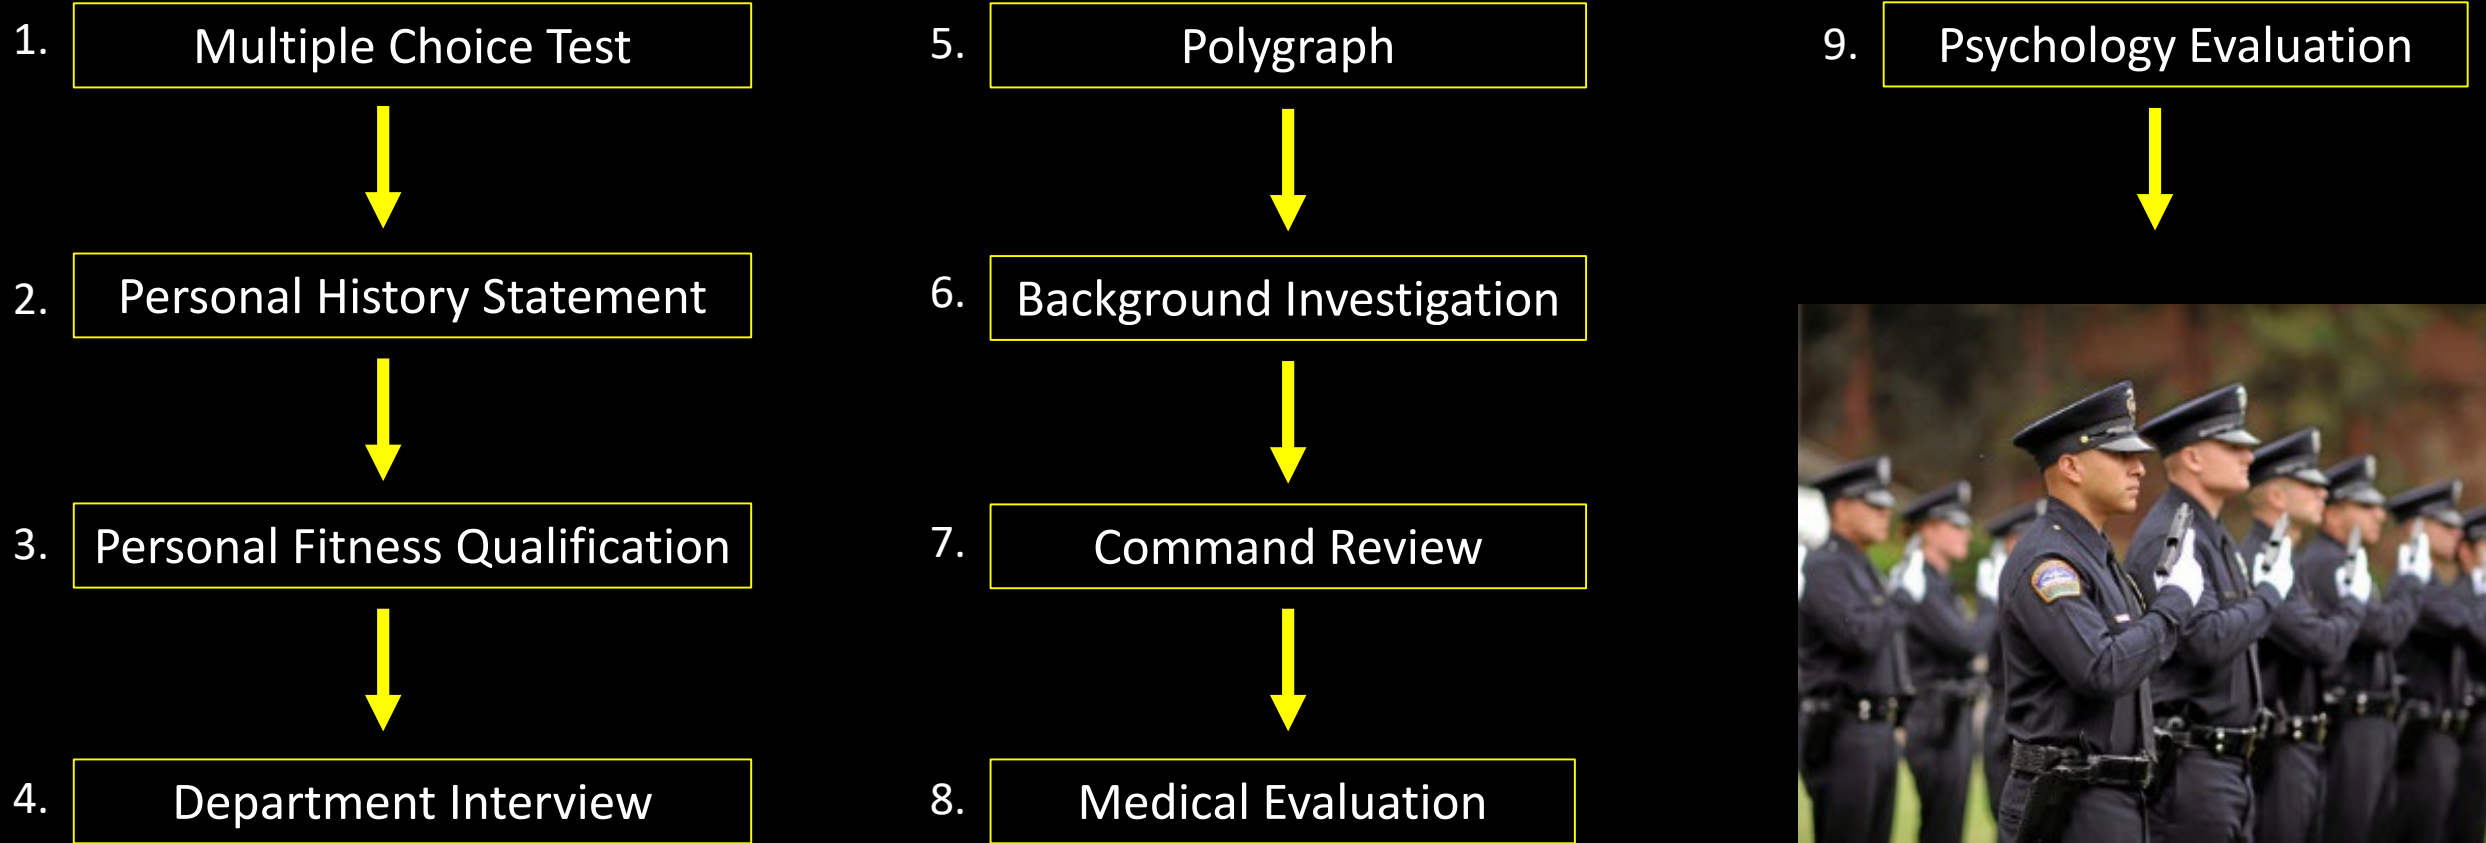 1. Multiple Choice Test
2. Personal History Statement
3. Personal Fitness Qualification
4. Department Interview
5. Polygraph
6. Background Investigation
7. Command Review
8. Medical Evaluation
9. Psychology Evaluation